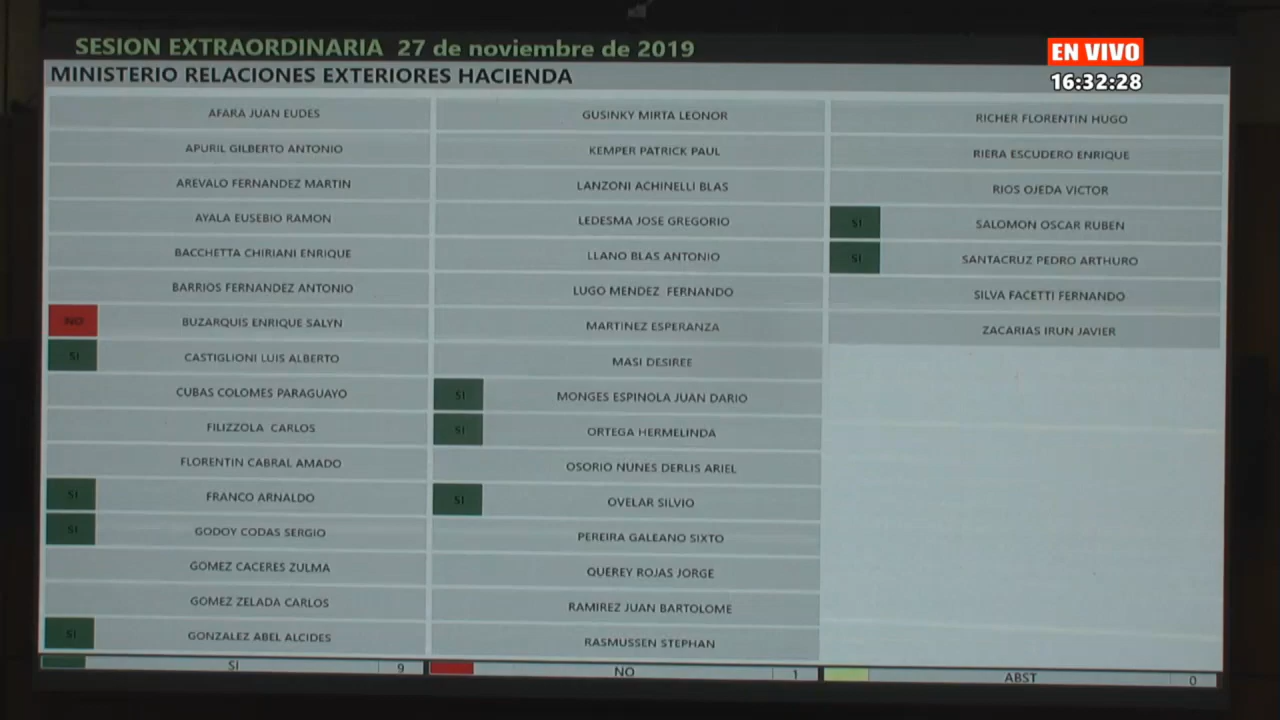 SESION EXTRAORDINARIA 27 de noviembre de 2019
EN VIVO
16:32:28
MINISTERIO RELACIONES EXTERIORES HACIENDA
AFARA JUAN EUDES
APURIL GILBERTO ANTONIO
AREVALO FERNANDEZ MARTIN
AYALA EUSEBIO RAMON
BACCHETTA CHIRIANI ENRIQUE
BARRIOS FERNANDEZ ANTONIO
NO BUZARQUIS ENRIQUE SALYN
SI CASTIGLIONI LUIS ALBERTO
CUBAS COLOMES PARAGUAYO
FILIZZOLA CARLOS
FLORENTIN CABRAL AMADO
SI FRANCO ARNALDO
SI GODOY CODAS SERGIO
GOMEZ CACERES ZULMA
GOMEZ ZELADA CARLOS
SI GONZALEZ ABEL ALCIDES
GUSINKY MIRTA LEONOR
KEMPER PATRICK PAUL
LANZONI ACHINELLI BLAS
LEDESMA JOSE GREGORIO
LLANO BLAS ANTONIO
LUGO MENDEZ FERNANDO
MARTINEZ ESPERANZA
MASI DESIREE
SI MONGES ESPINOLA JUAN DARIO
SI ORTEGA HERMELINDA
OSORIO NUNES DERLIS ARIEL
SI OVELAR SILVIO
PEREIRA GALEANO SIXTO
QUEREY ROJAS JORGE
RAMIREZ JUAN BARTOLOME
RASMUSSEN STEPHAN
RICHER FLORENTIN HUGO
RIERA ESCUDERO ENRIQUE
RIOS OJEDA VICTOR
SI SALOMON OSCAR RUBEN
SI SANTACRUZ PEDRO ARTHURO
SILVA FACETTI FERNANDO
ZACARIAS IRUN JAVIER
SI 9 NO 1 ABST 0